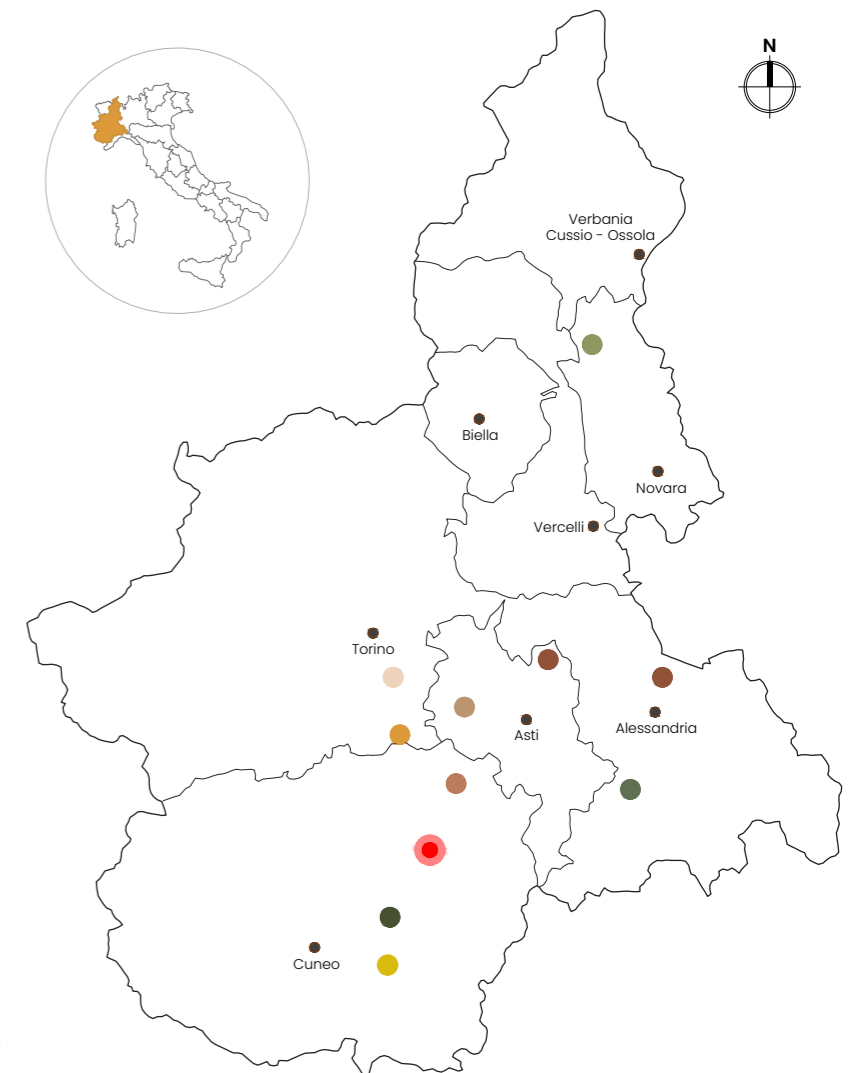 N
Verbania
Cussio - Ossola
Biella
Novara
Vercelli
Torino
Asti
Alessandria
Cuneo